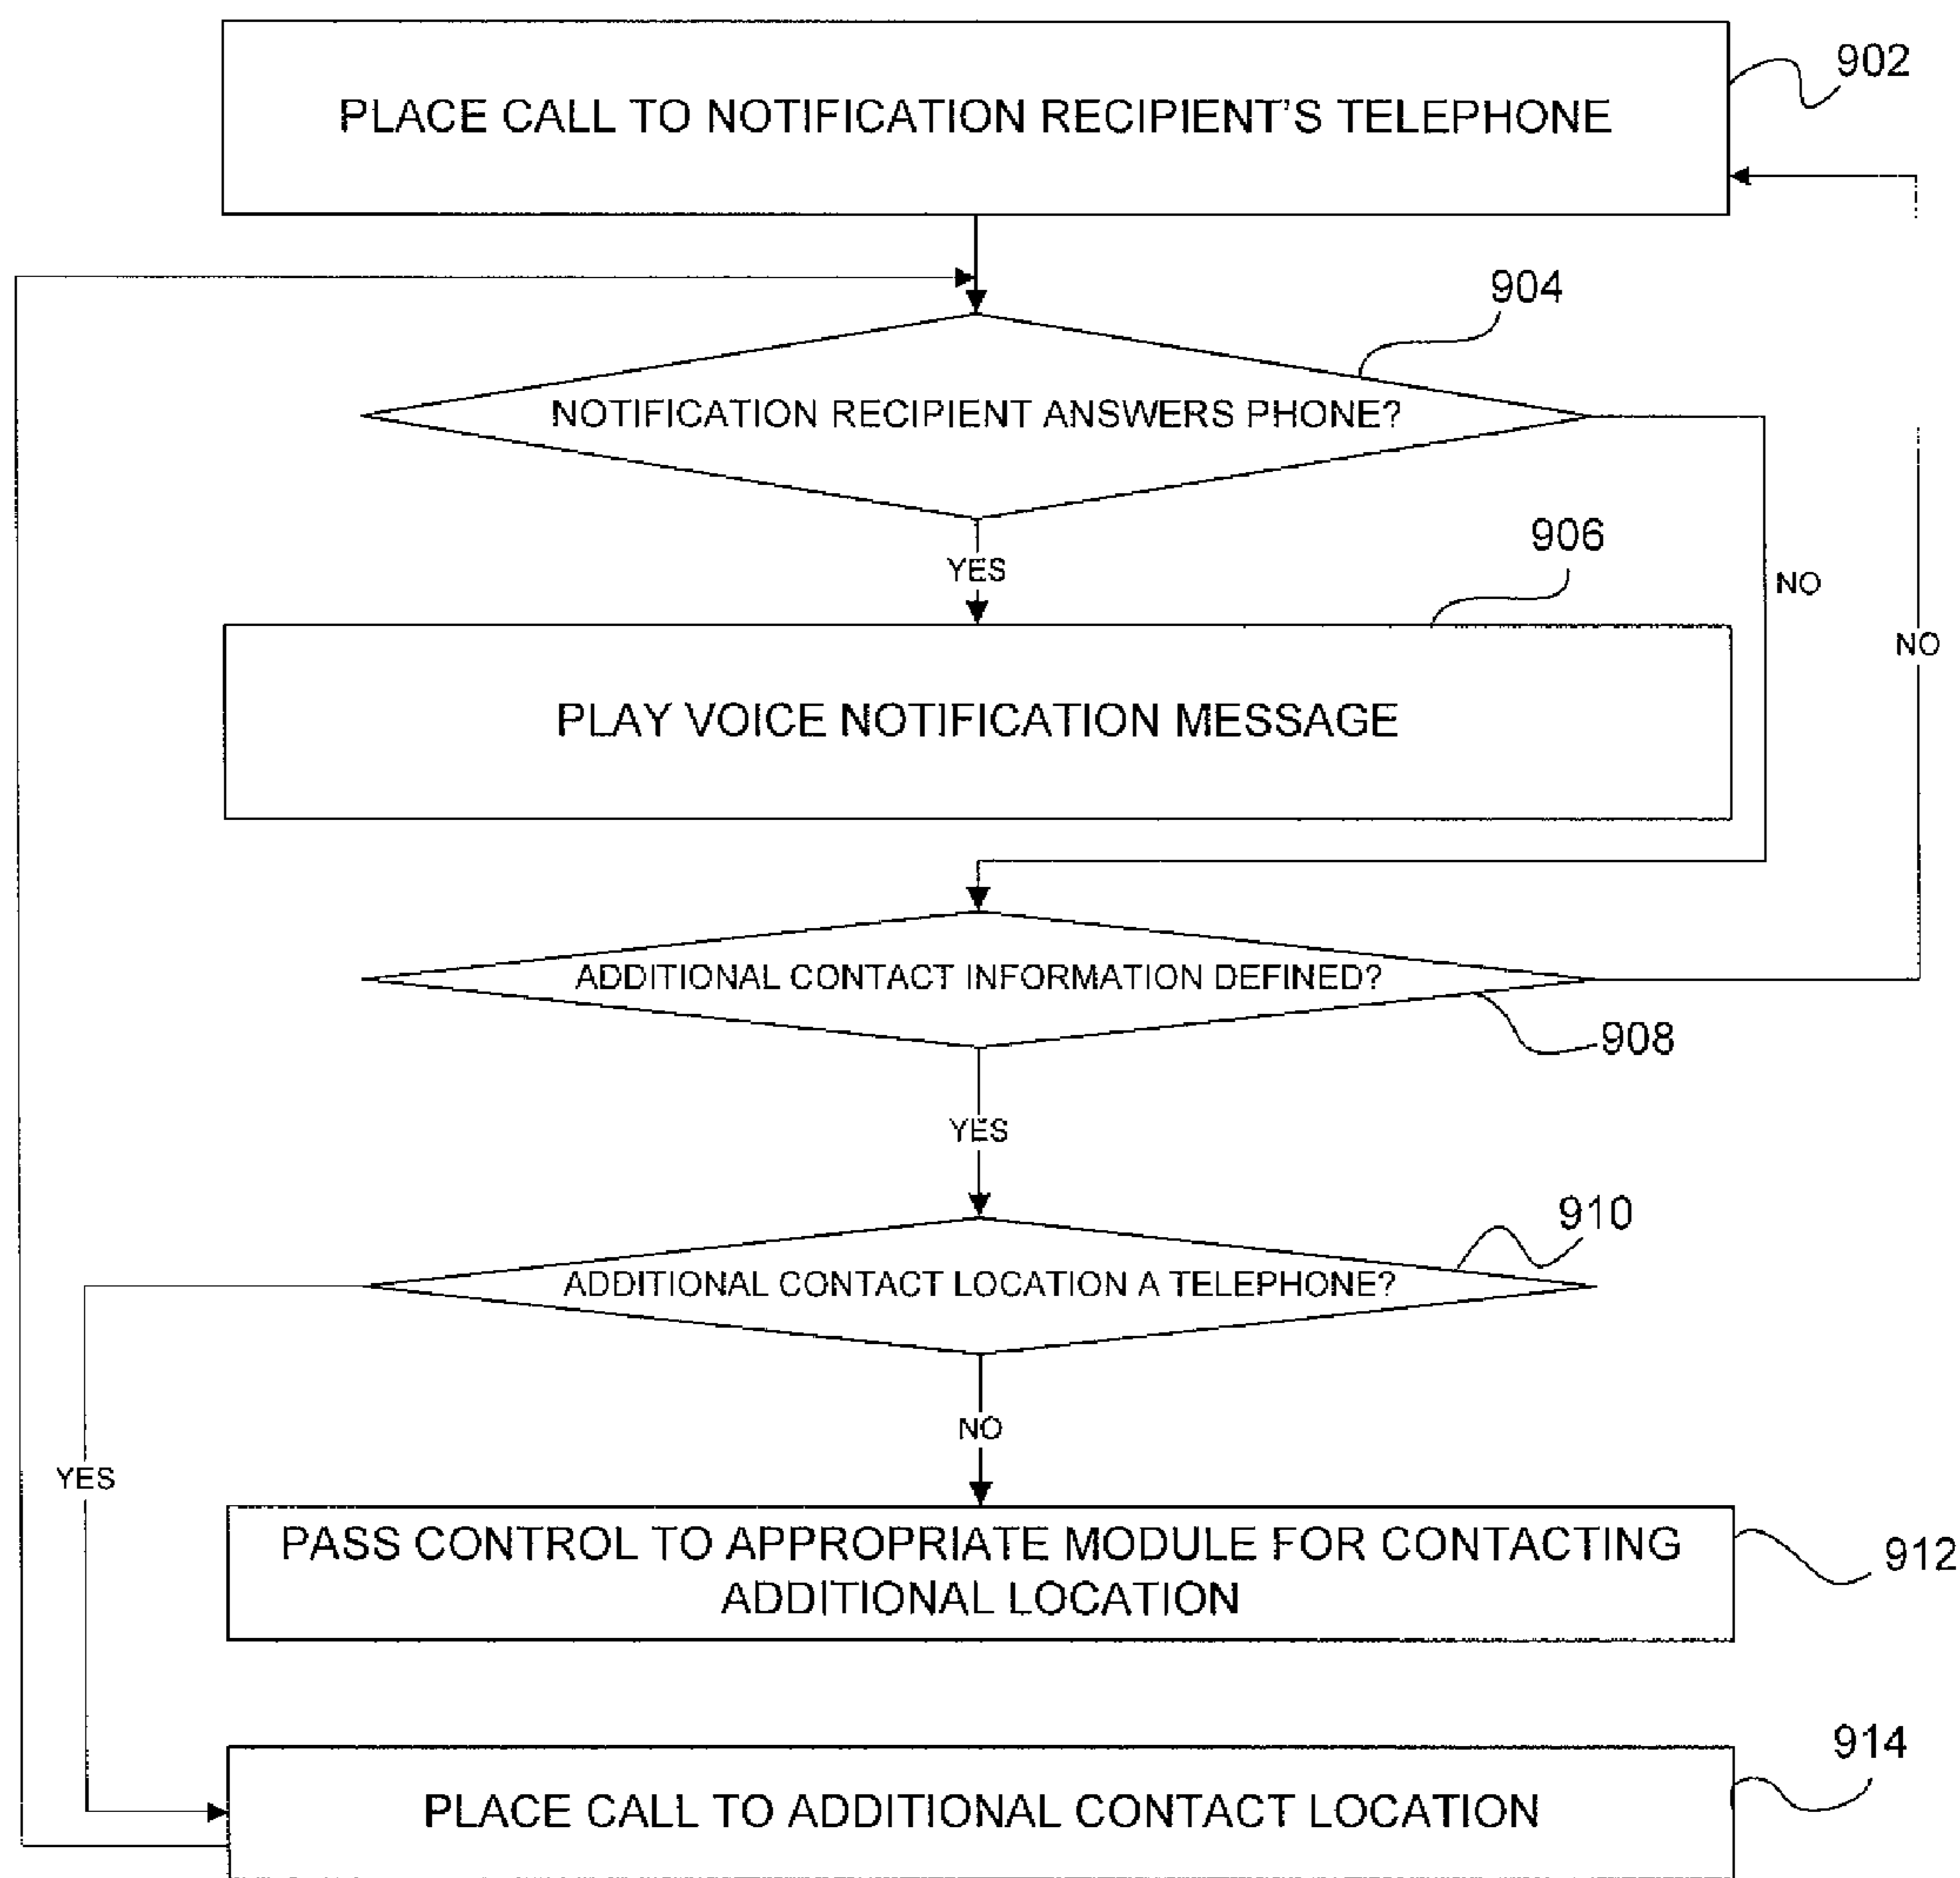 902
PLACE CALL TO NOTIFICATION RECIPIENT'S TELEPHONE
904
NOTIFICATION RECIPIENT ANSWERS PHONE?
906
YES
NO
NO
PLAY VOICE NOTIFICATION MESSAGE
ADDITIONAL CONTACT INFORMATION DEFINED?
908
YES
910
ADDITIONAL CONTACT LOCATION A TELEPHONE?
NO
YES
PASS CONTROL TO APPROPRIATE MODULE FOR CONTACTING
ADDITIONAL LOCATION
912
914
PLACE CALL TO ADDITIONAL CONTACT LOCATION